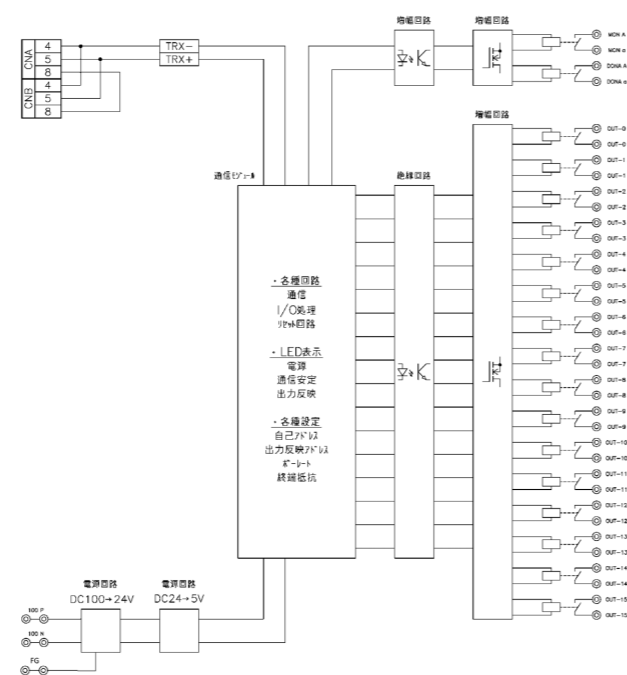 CNA
4
5
8
CNB
4
5
8
TRX-
TRX+
増幅回路
増幅回路
MON A
MON α
DONA A
DONA α
増幅回路
通信ﾓｼﾞｭｰﾙ
絶縁回路
・各種回路
通信
I/O処理
ﾘｾｯﾄ回路
・LED表示
電源
通信安定
出力反映
・各種設定
自己ｱﾄﾞﾚｽ
出力反映ｱﾄﾞﾚｽ
ﾎﾞｰﾚｰﾄ
終端抵抗
OUT-0
OUT-0
OUT-1
OUT-1
OUT-2
OUT-2
OUT-3
OUT-3
OUT-4
OUT-4
OUT-5
OUT-5
OUT-6
OUT-6
OUT-7
OUT-7
OUT-8
OUT-8
OUT-9
OUT-9
OUT-10
OUT-10
OUT-11
OUT-11
OUT-12
OUT-12
OUT-13
OUT-13
OUT-14
OUT-14
OUT-15
OUT-15
電源回路
DC100→24V
電源回路
DC24→5V
100 P
100 N
FG